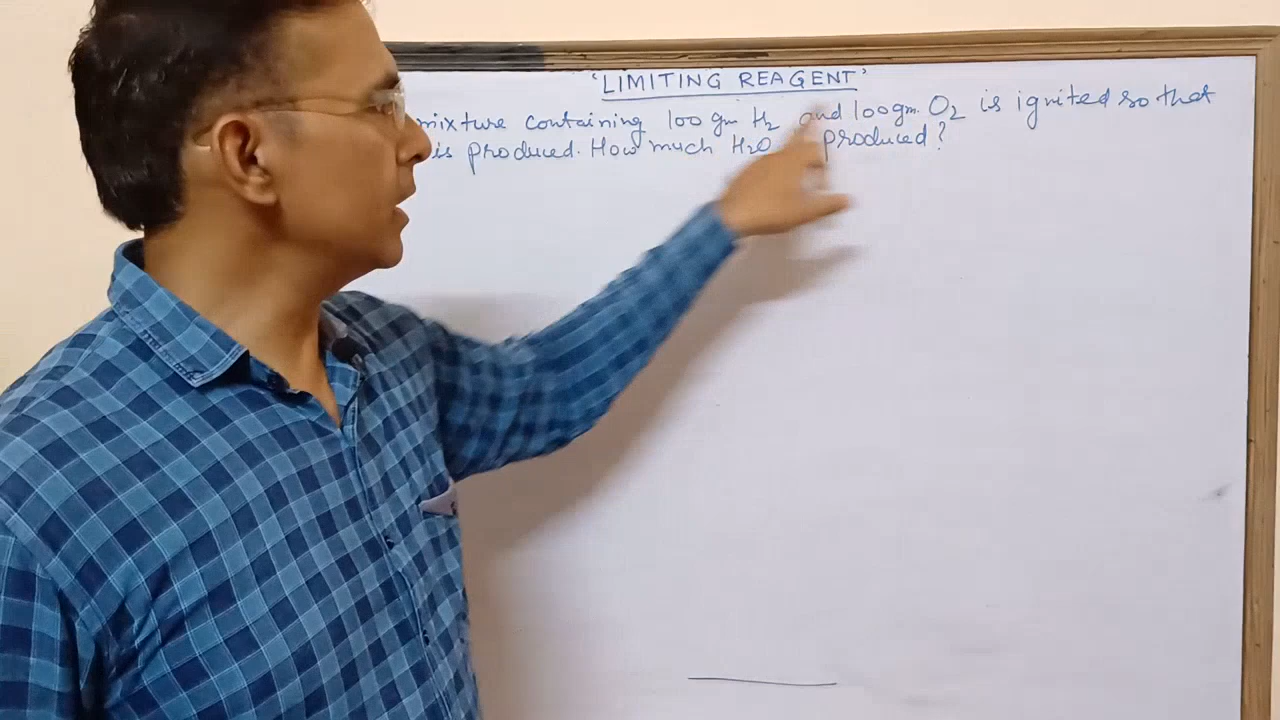 'LIMITING REAGENT'
mixture containing 100 gm H2 and 100gm. O2 is ignited so that
is produced. How much H2O produced?